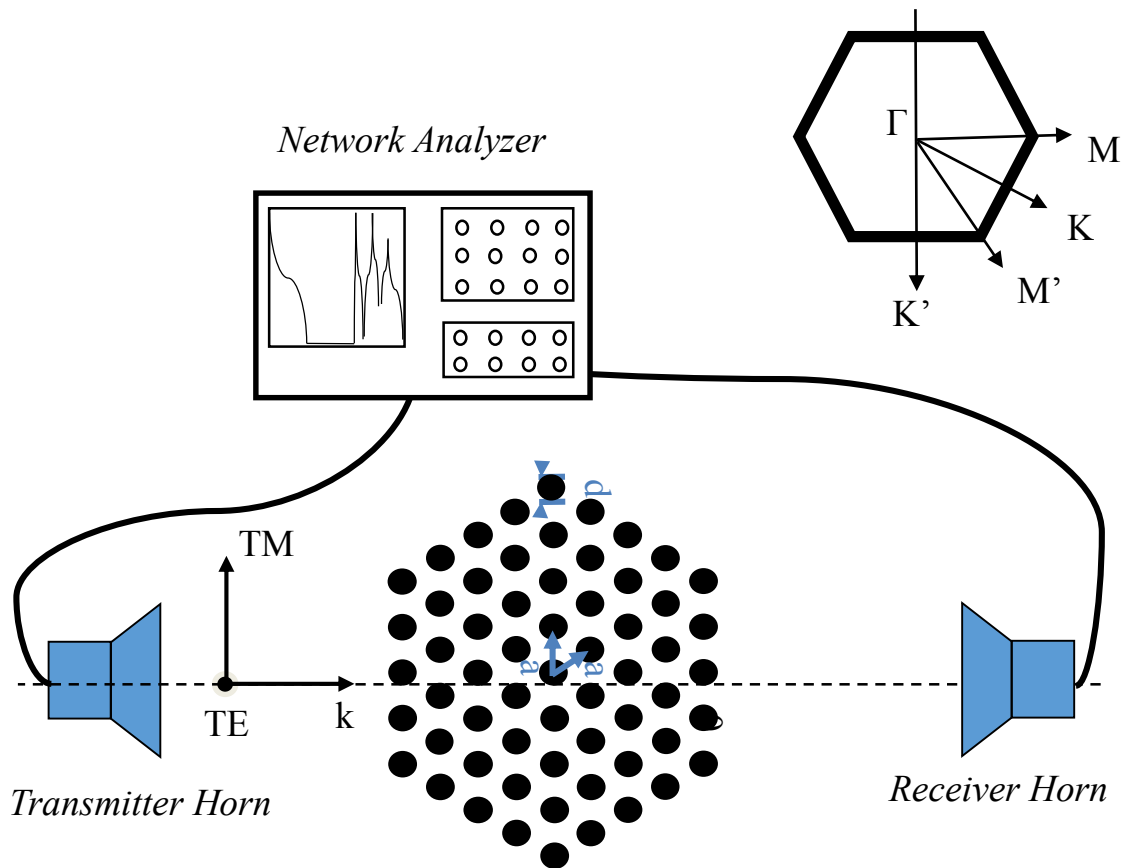 Network Analyzer
Γ
M
K
M’
K’
d
TM
a
a
TE
k
Transmitter Horn
Receiver Horn